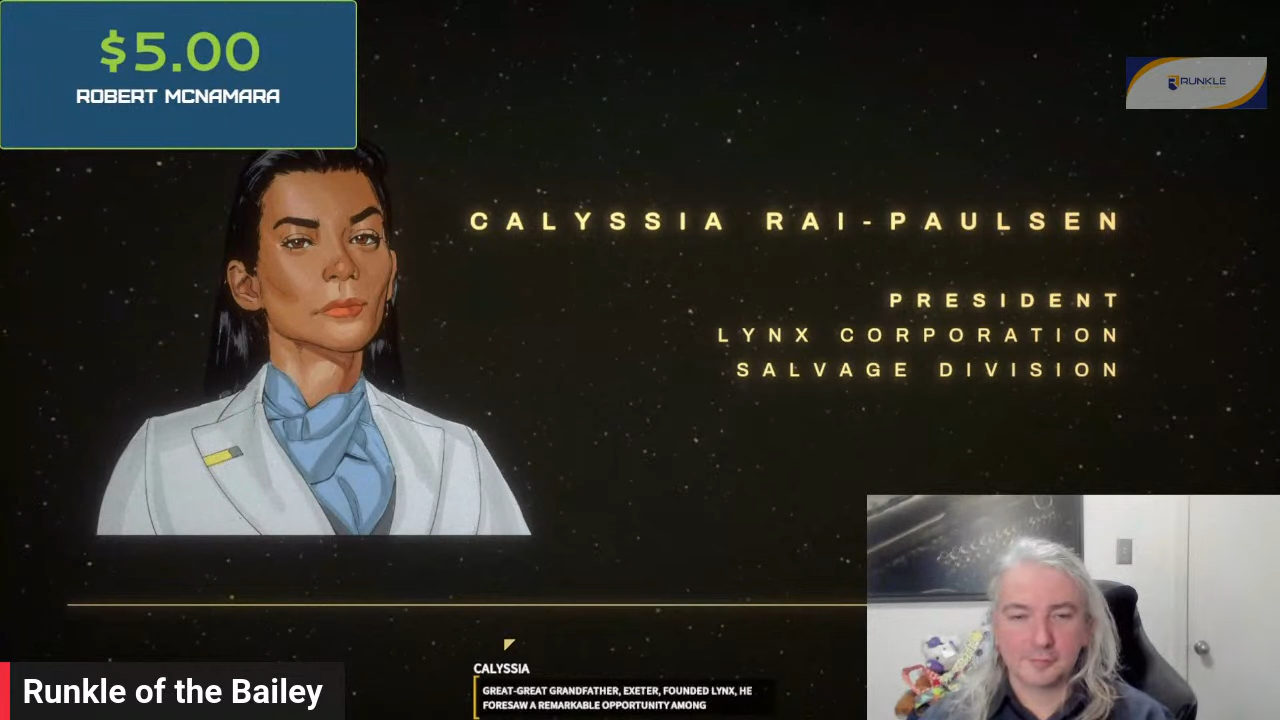 $5.00
ROBERT MCNAMARA
RUNKLE
CALYSSIA RAI-PAULSEN
PRESIDENT
LYNX CORPORATION
SALVAGE DIVISION
CALYSSIA
GREAT-GREAT GRANDFATHER, EXETER, FOUNDED LYNX, HE
FORESAW A REMARKABLE OPPORTUNITY AMONG
Runkle of the Bailey